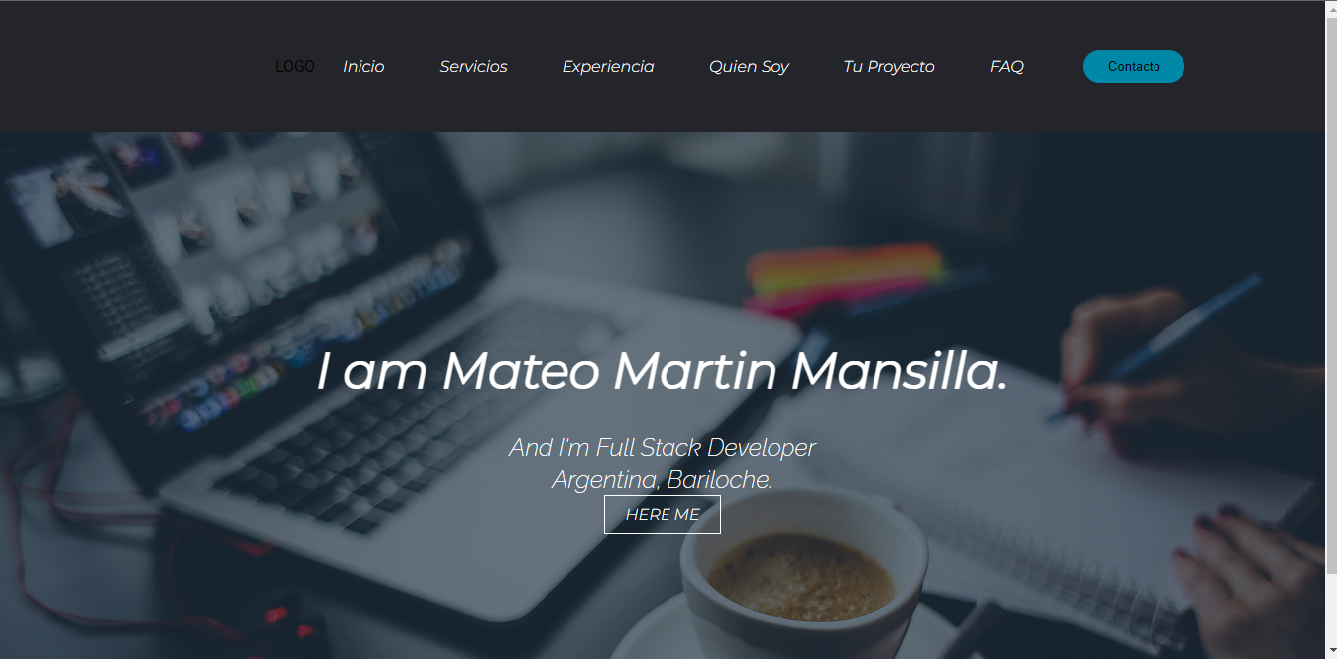 LOGO Inicio Servicios Experiencia Quien Soy Tu Proyecto FAQ Contacto
I am Mateo Martin Mansilla.
And I'm Full Stack Developer
Argentina, Bariloche.
HERE ME